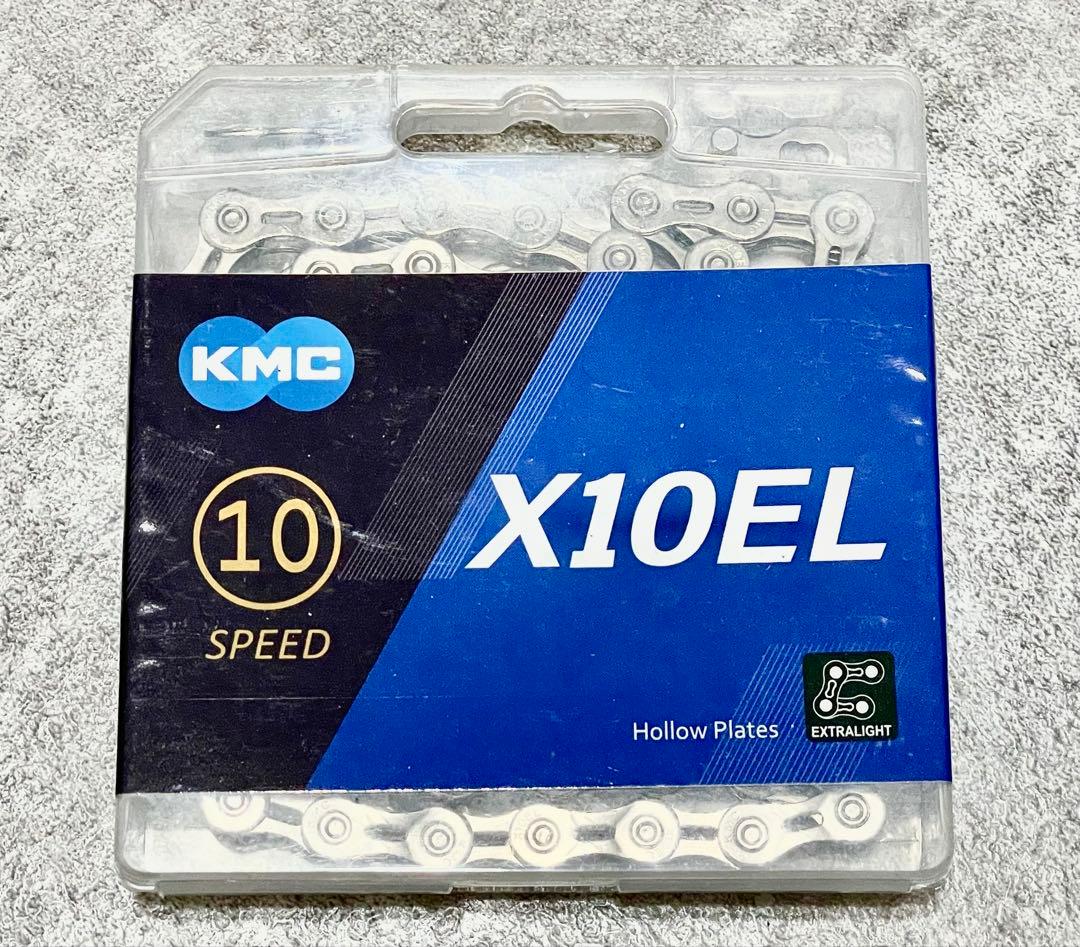 KMC
10
SPEED
X10EL
Hollow Plates
EXTRALIGHT